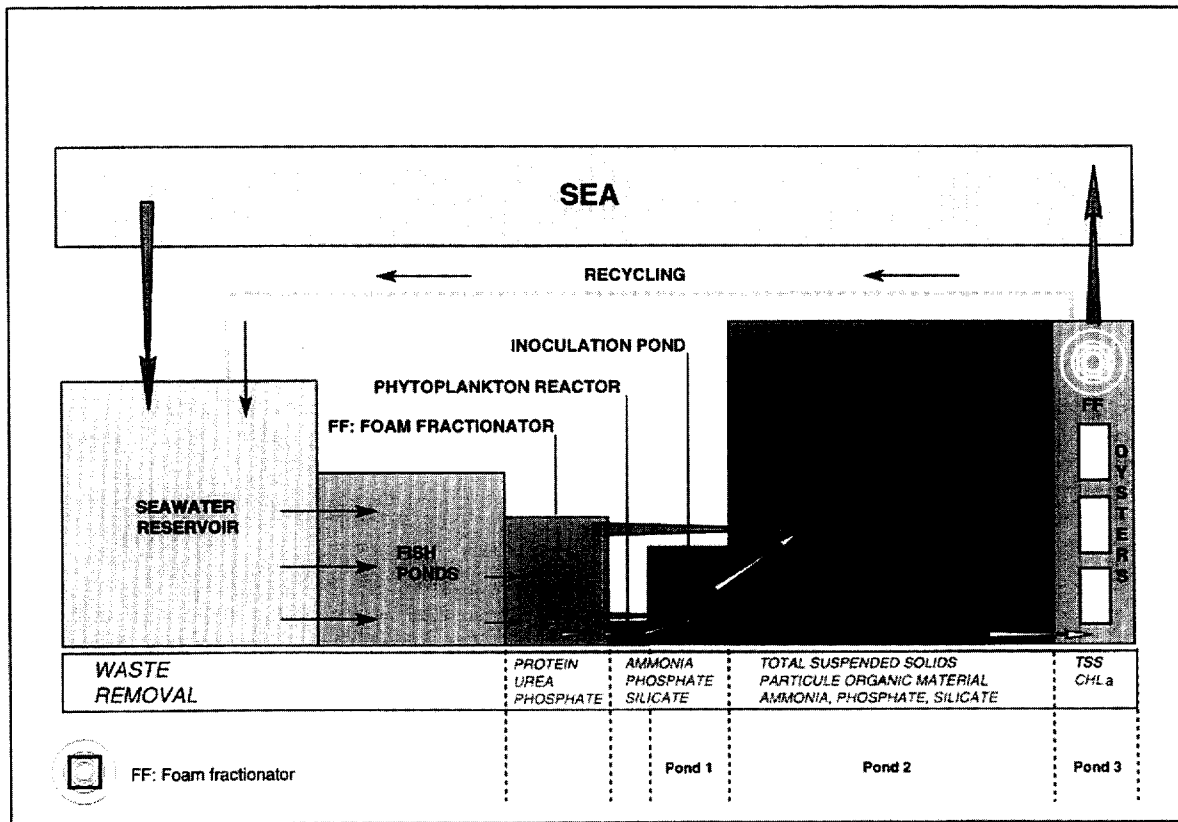 SEA
RECYCLING
INOCULATION POND
PHYTOPLANKTON REACTOR
FF: FOAM FRACTIONATOR
FF
OYSTERS
SEAWATER
RESERVOIR
FISH
PONDS
WASTE
REMOVAL
PROTEIN
UREA
PHOSPHATE
AMMONIA
PHOSPHATE
SILICATE
TOTAL SUSPENDED SOLIDS
PARTICULE ORGANIC MATERIAL
AMMONIA, PHOSPHATE, SILICATE
TSS
CHLa
Pond 1
Pond 2
Pond 3
FF: Foam fractionator